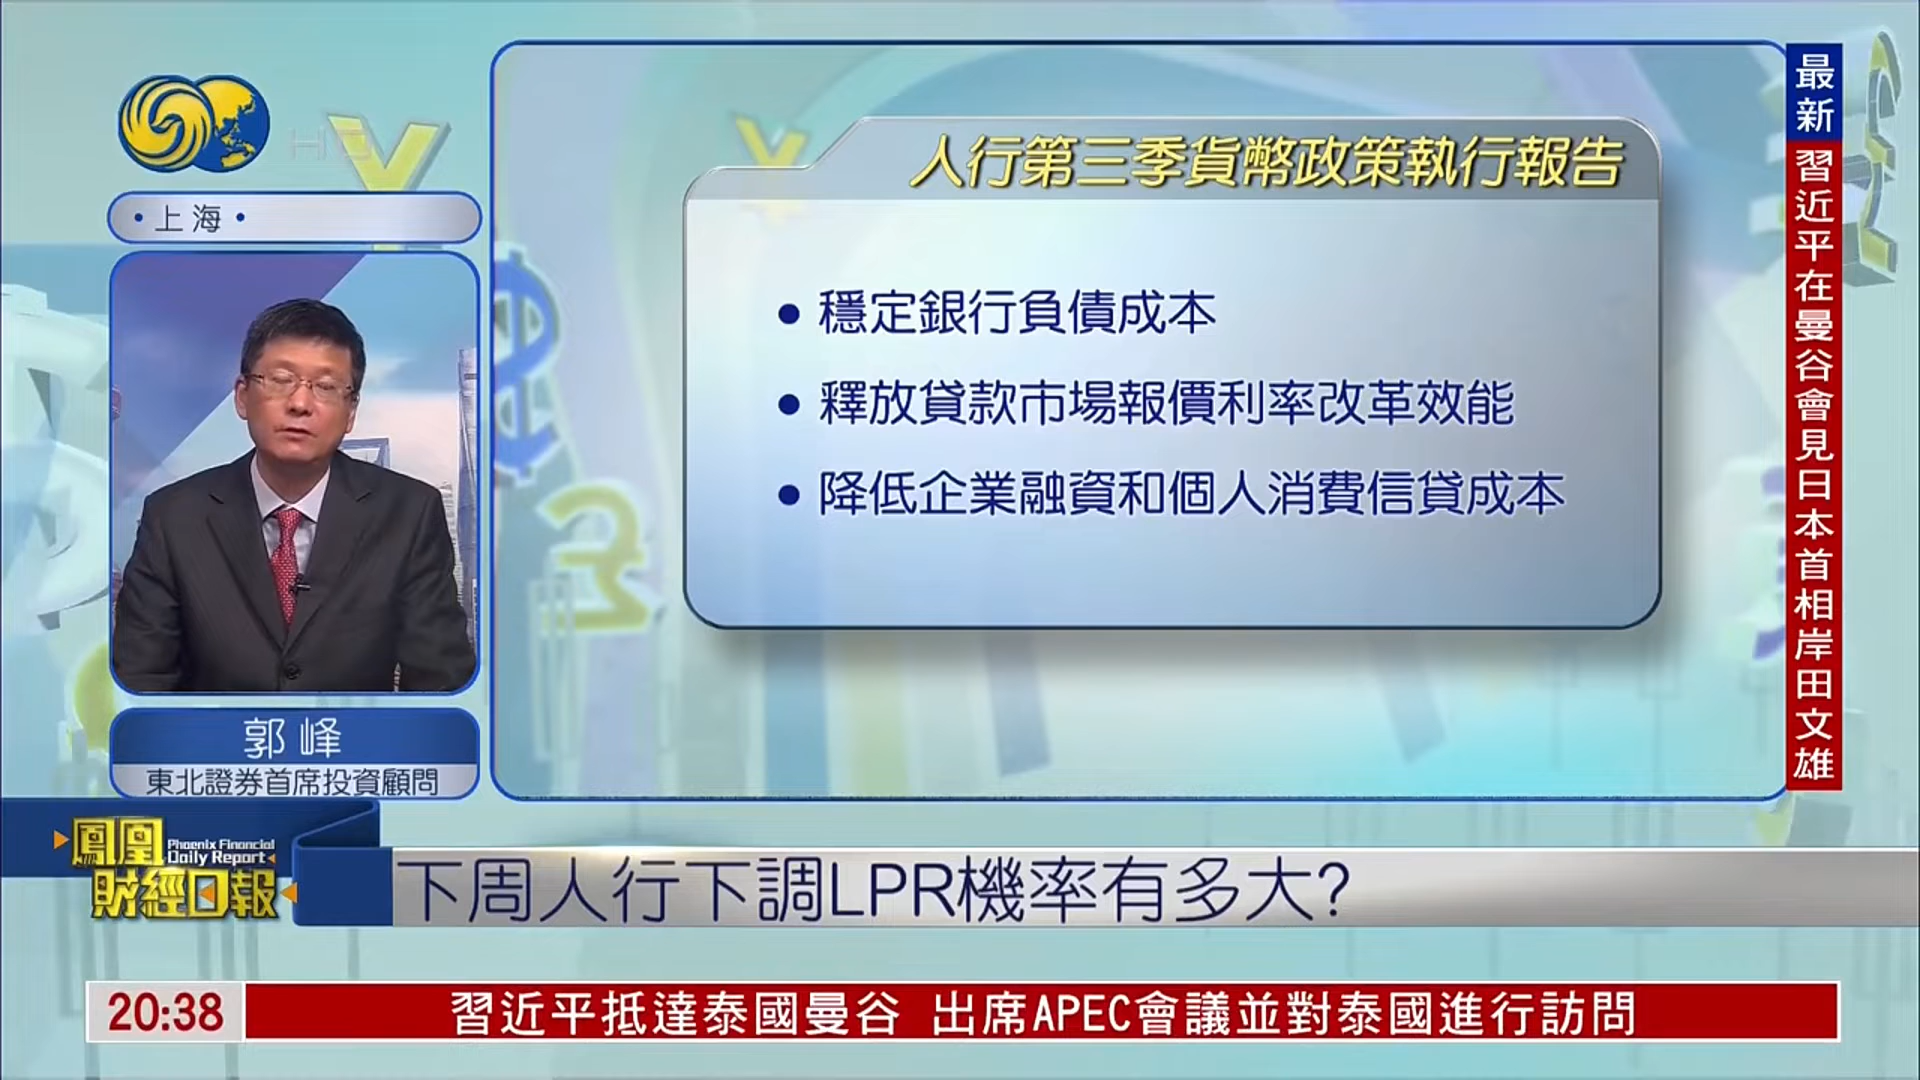 HD
·上海·
人行第三季貨幣政策執行報告
● 穩定銀行負債成本
● 釋放貸款市場報價利率改革效能
● 降低企業融資和個人消費信貸成本
郭峰
東北證券首席投資顧問
最新
習近平在曼谷會見日本首相岸田文雄
鳳凰
Phoenix Financial
Daily Report
財經日報
下周人行下調LPR機率有多大?
20:38
習近平抵達泰國曼谷 出席APEC會議並對泰國進行訪問